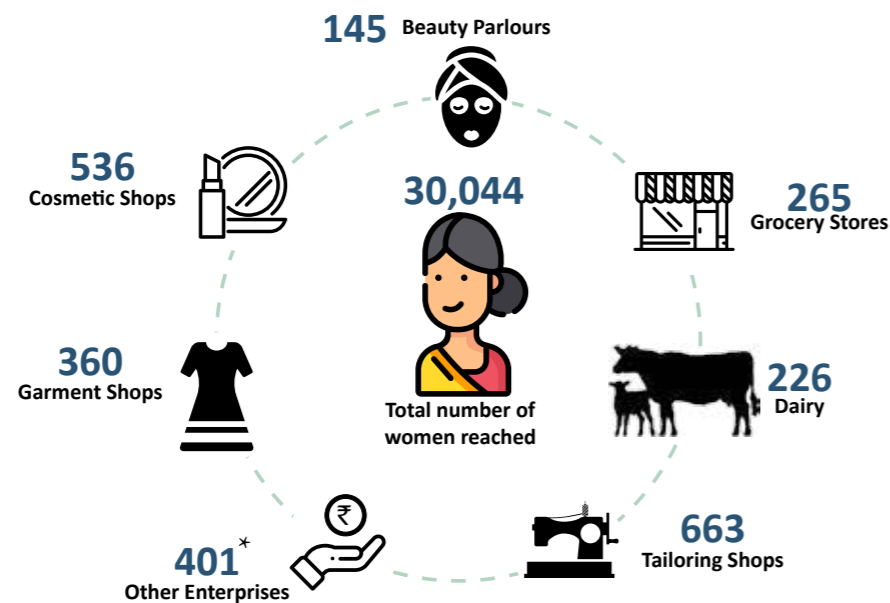 145 Beauty Parlours
536
Cosmetic Shops
30,044
Total number of
women reached
265
Grocery Stores
360
Garment Shops
226
Dairy
401*
Other Enterprises
₹
663
Tailoring Shops